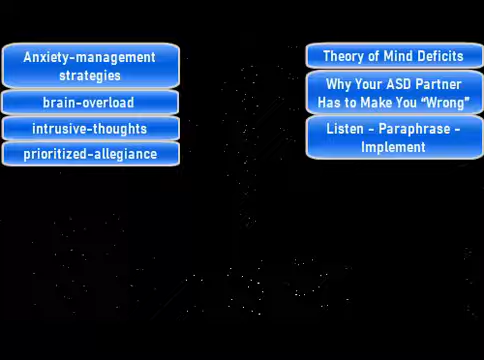 Anxiety-management
strategies
brain-overload
intrusive-thoughts
prioritized-allegiance
Theory of Mind Deficits
Why Your ASD Partner
Has to Make You “Wrong”
Listen - Paraphrase -
Implement